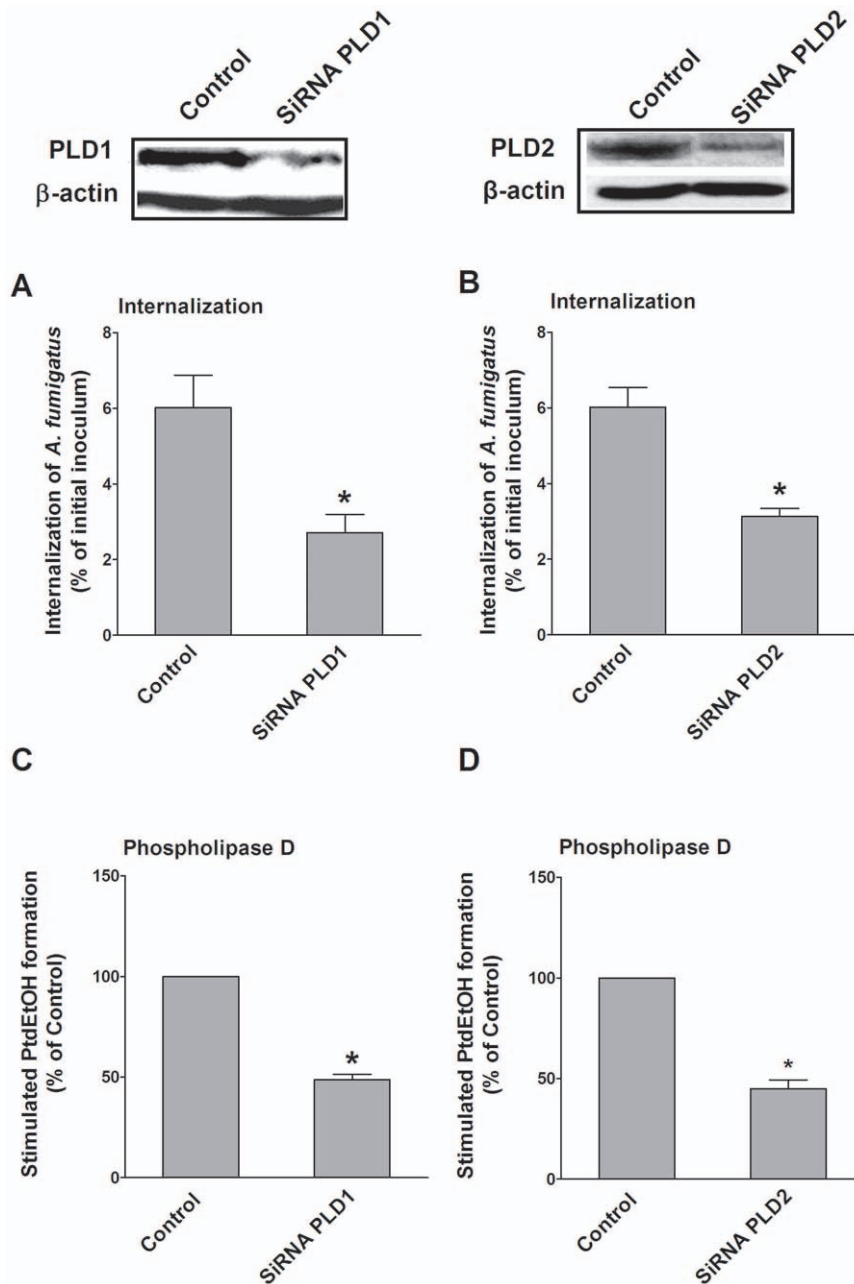 Control
SiRNA PLD1
PLD1
β-actin
Control
SiRNA PLD2
PLD2
β-actin
A
Internalization
Internalization of A. fumigatus
(% of initial inoculum)
8
6
4
2
0
*
Control
SiRNA PLD1
B
Internalization
Internalization of A. fumigatus
(% of initial inoculum)
8
6
4
2
0
*
Control
SiRNA PLD2
C
Phospholipase D
Stimulated PtdEtOH formation
(% of Control)
150
100
50
0
*
Control
SiRNA PLD1
D
Phospholipase D
Stimulated PtdEtOH formation
(% of Control)
150
100
50
0
*
Control
SiRNA PLD2